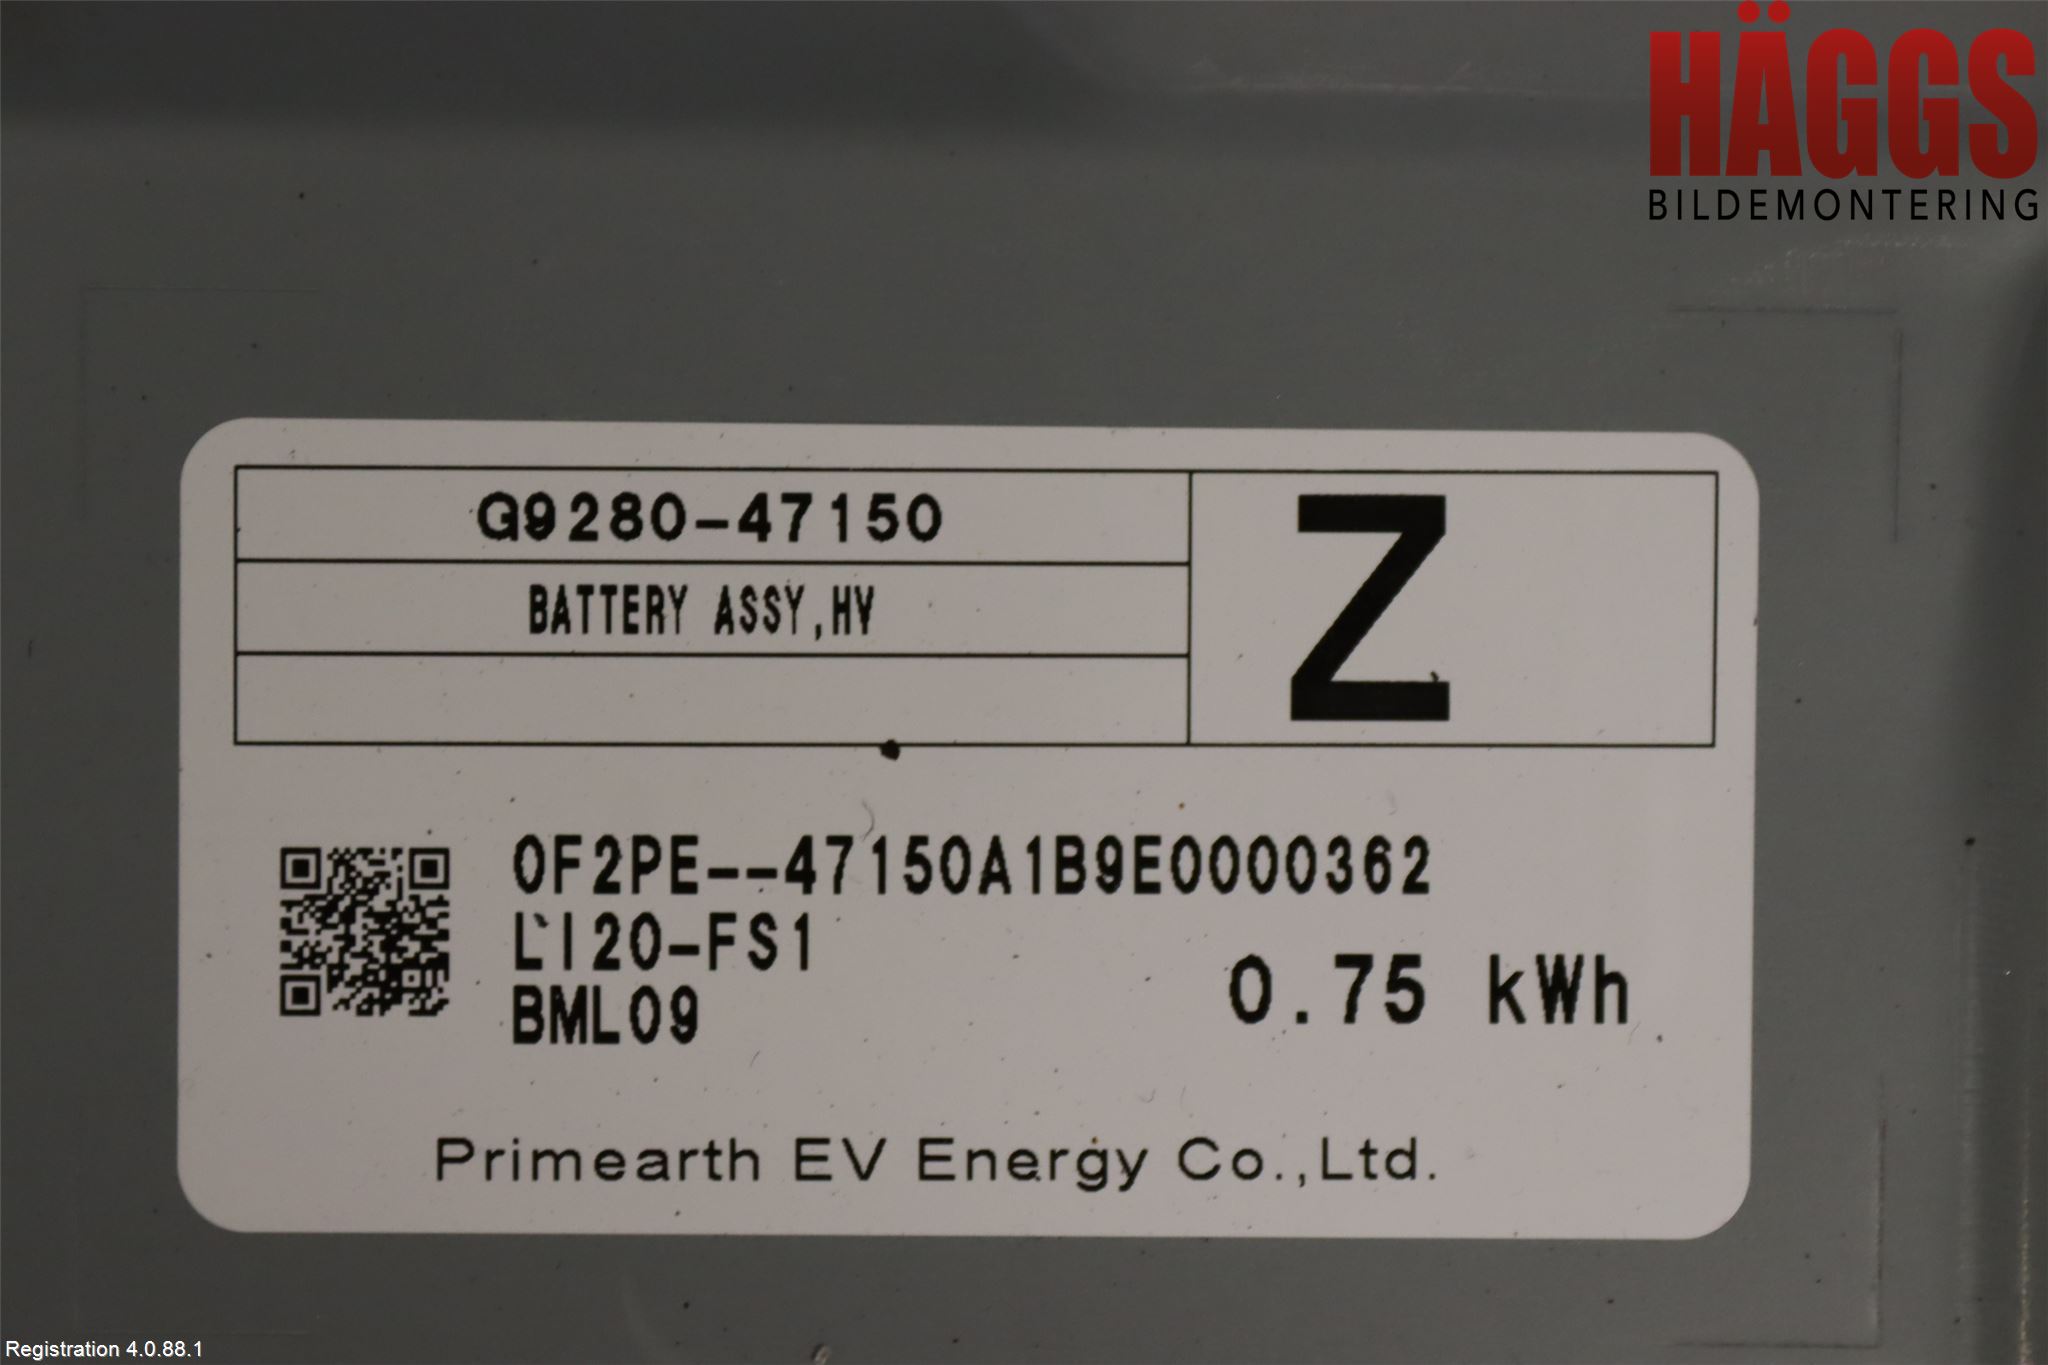 HÄGGS
BILDEMONTERING
G9280-47150
Z
BATTERY ASSY,HV
0F2PE--47150A1B9E0000362
LI20-FS1
BML09
0.75 kWh
Primearth EV Energy Co.,Ltd.
Registration 4.0.88.1